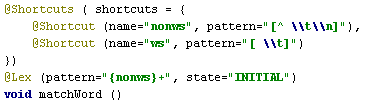 @Shortcuts ( shortcuts = {
@Shortcut (name="nonws", pattern="[^ \\t\\n]"),
@Shortcut (name="ws", pattern="[ \\t]")
})
@Lex (pattern="{nonws}+", state="INITIAL")
void matchWord ()